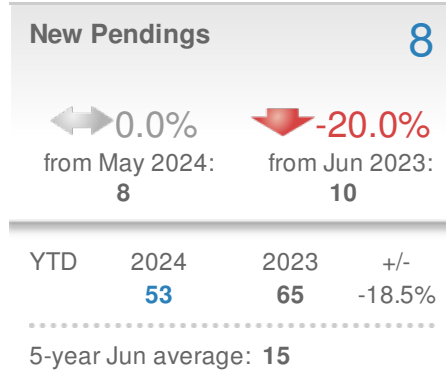 New Pendings 8
0.0% -20.0%
from May 2024: from Jun 2023:
8 10
YTD 2024 2023 +/-
53 65 -18.5%
5-year Jun average: 15